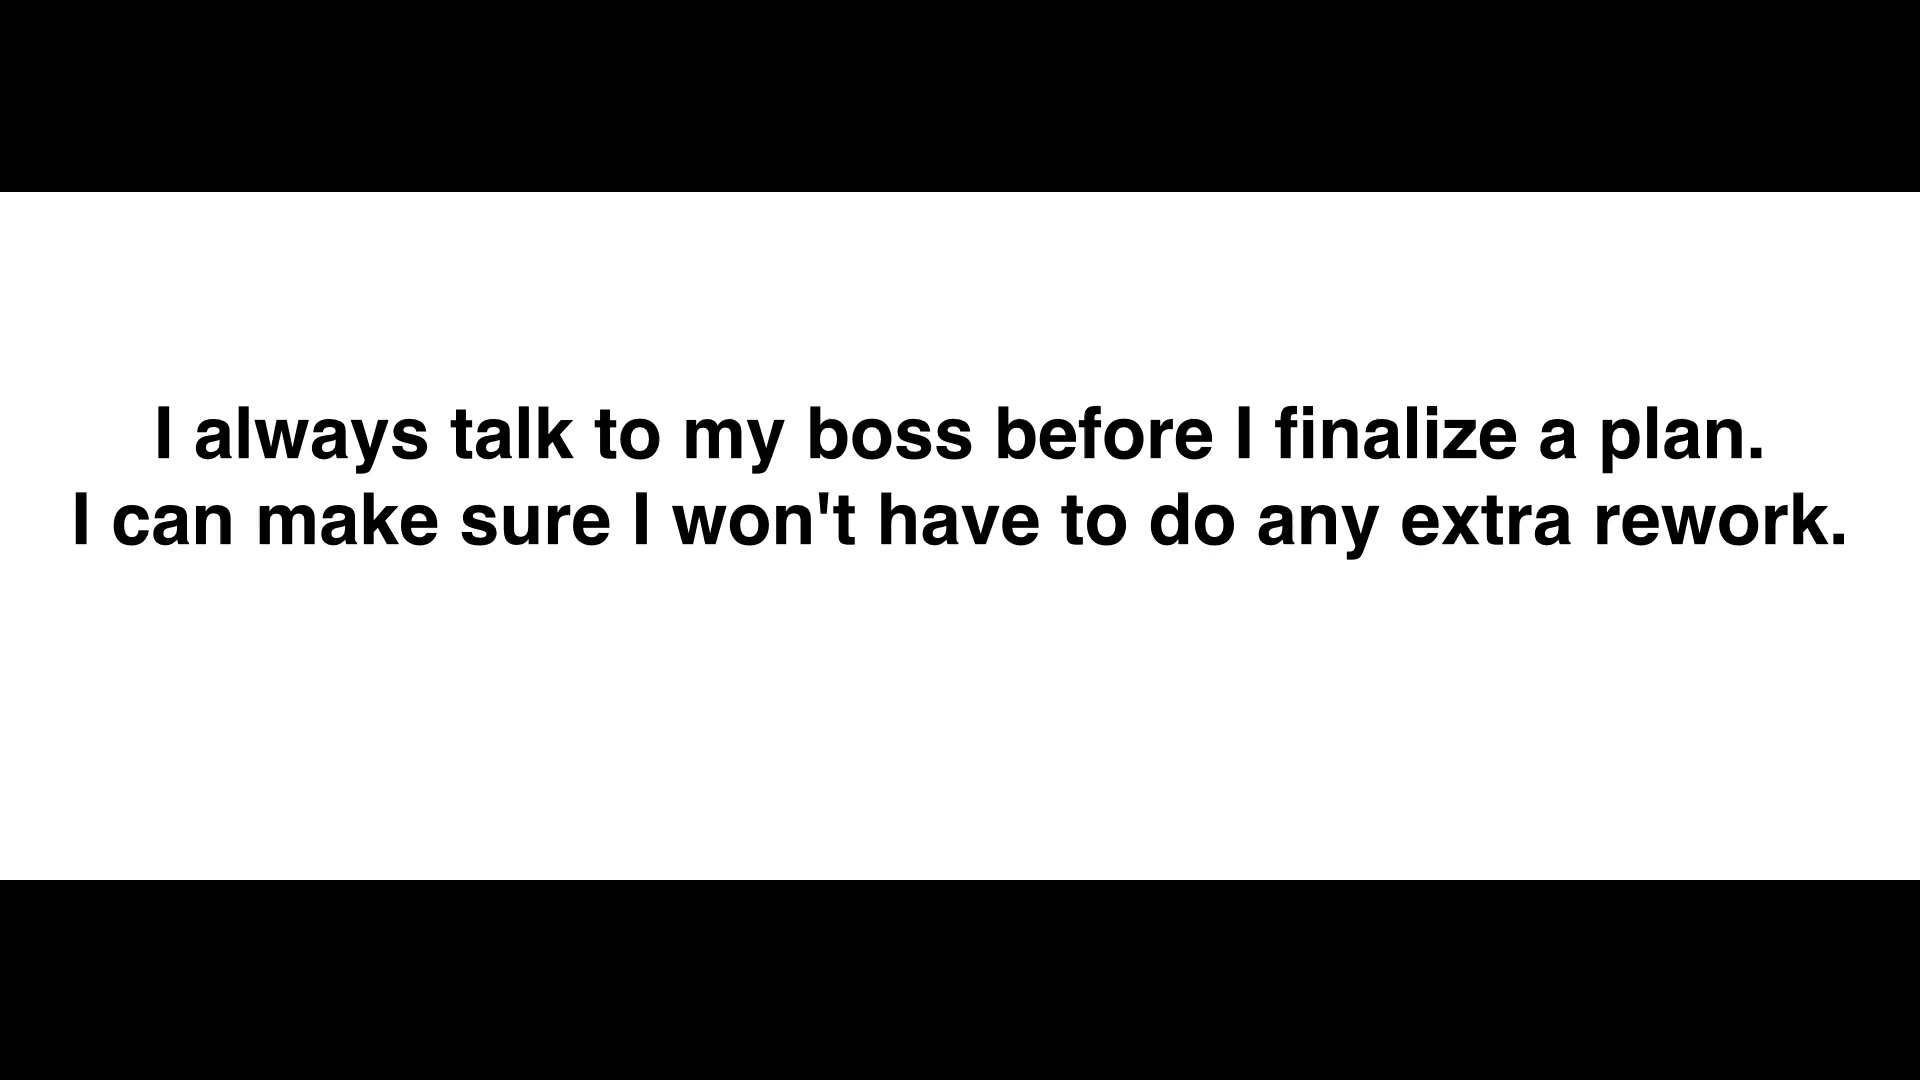 I always talk to my boss before I finalize a plan.
I can make sure I won't have to do any extra rework.